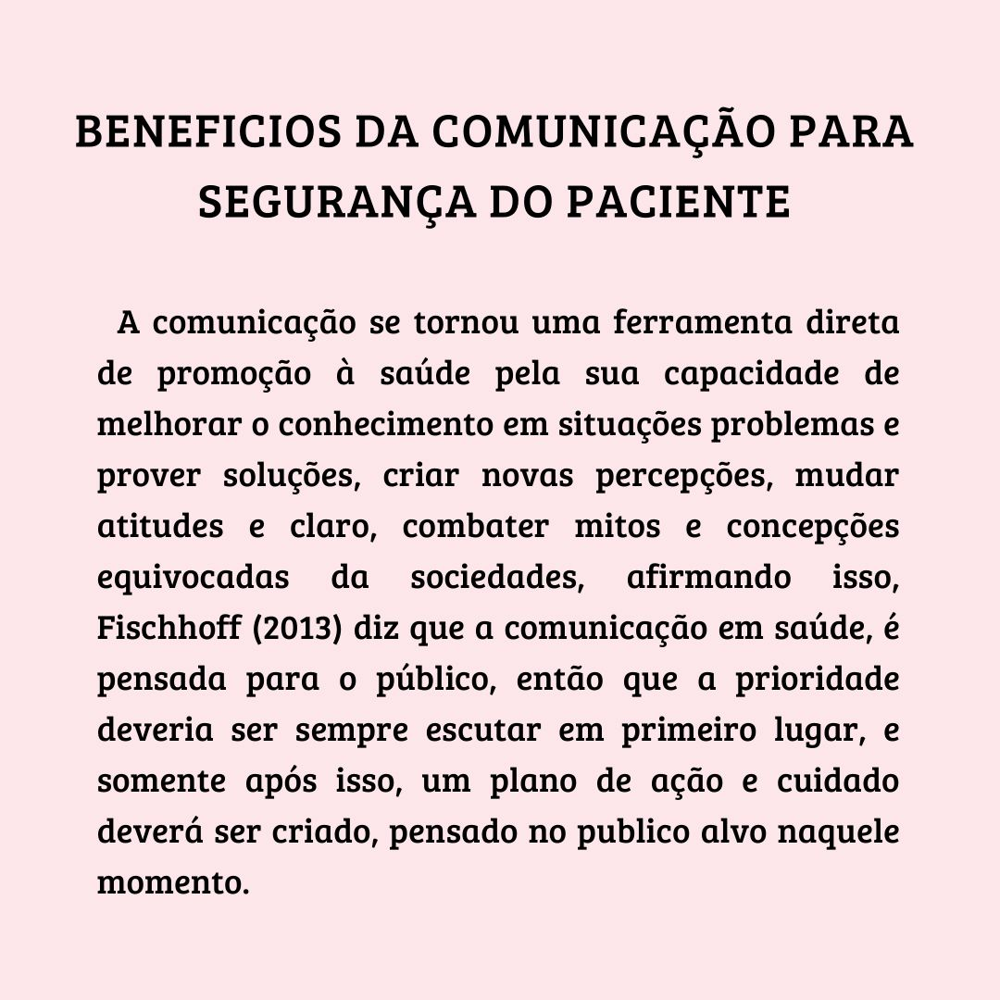 BENEFICIOS DA COMUNICAÇÃO PARA
SEGURANÇA DO PACIENTE
A comunicação se tornou uma ferramenta direta
de promoção à saúde pela sua capacidade de
melhorar o conhecimento em situações problemas e
prover soluções, criar novas percepções, mudar
atitudes e claro, combater mitos e concepções
equivocadas da sociedades, afirmando isso,
Fischhoff (2013) diz que a comunicação em saúde, é
pensada para o público, então que a prioridade
deveria ser sempre escutar em primeiro lugar, e
somente após isso, um plano de ação e cuidado
deverá ser criado, pensado no publico alvo naquele
momento.